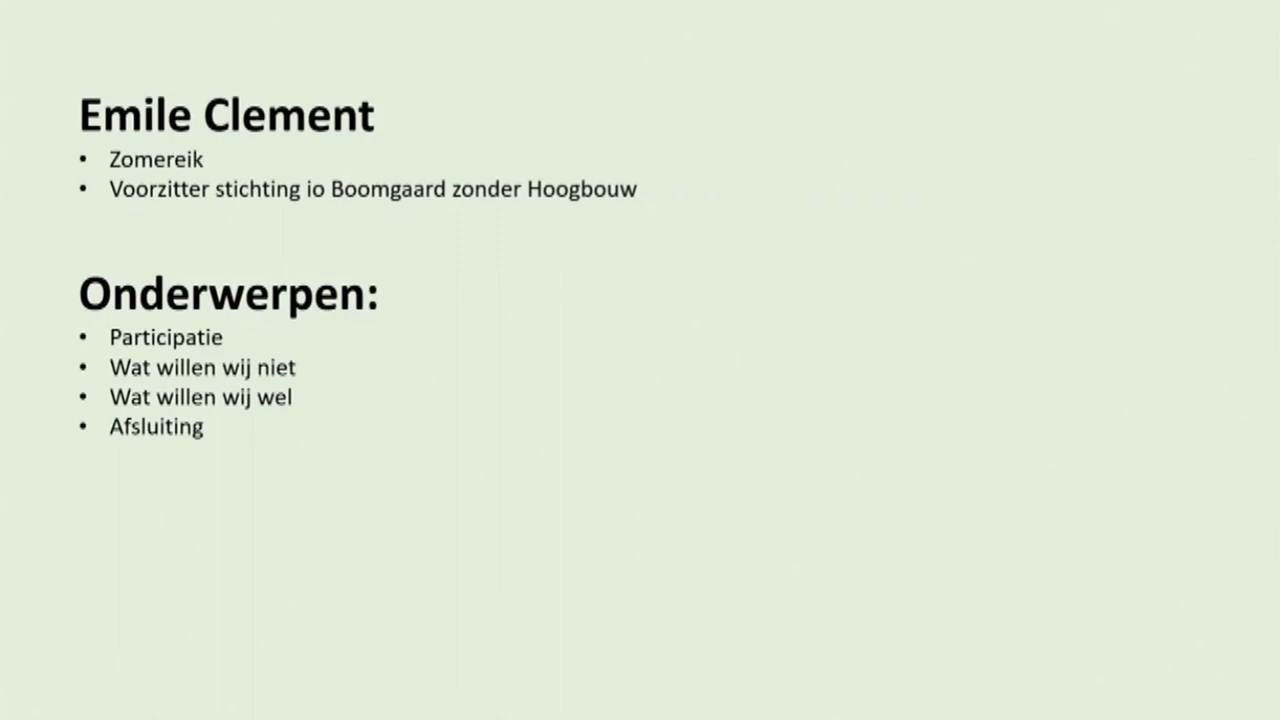 Emile Clement
• Zomereik
• Voorzitter stichting io Boomgaard zonder Hoogbouw
Onderwerpen:
• Participatie
• Wat willen wij niet
• Wat willen wij wel
• Afsluiting